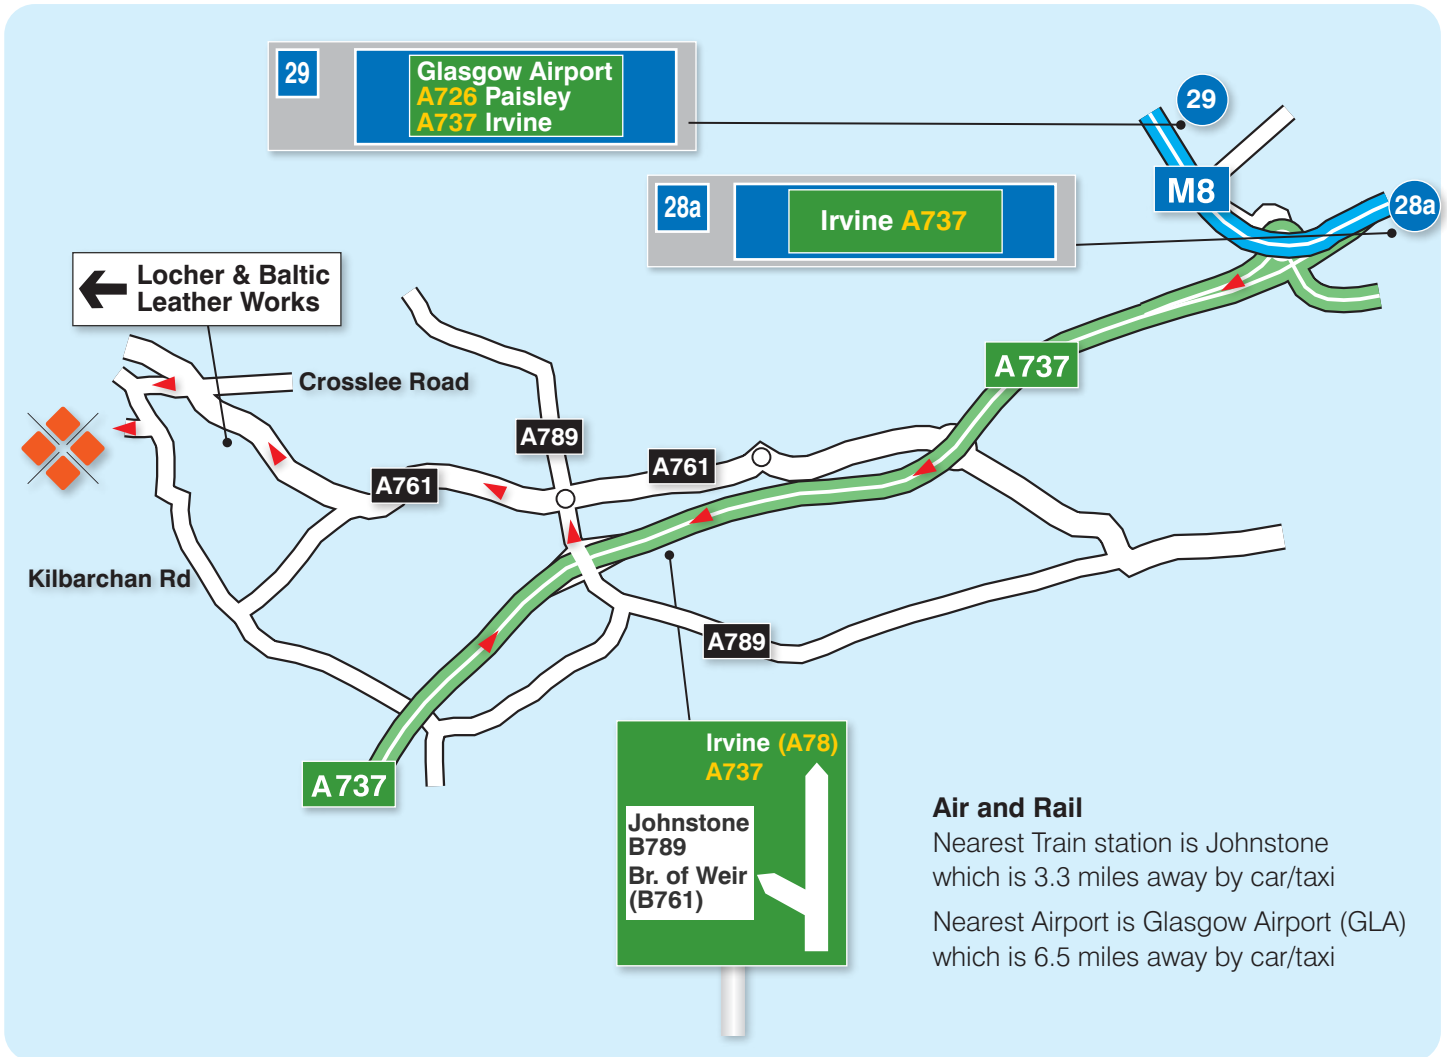 29
Glasgow Airport
A726 Paisley
A737 Irvine
29
M8
28a
Irvine A737
28a
Locher & Baltic
Leather Works
A737
Crosslee Road
A789
A761
A761
Kilbarchan Rd
A789
A737
Irvine (A78)
A737
Johnstone
B789
Br. of Weir
(B761)
Air and Rail
Nearest Train station is Johnstone
which is 3.3 miles away by car/taxi
Nearest Airport is Glasgow Airport (GLA)
which is 6.5 miles away by car/taxi